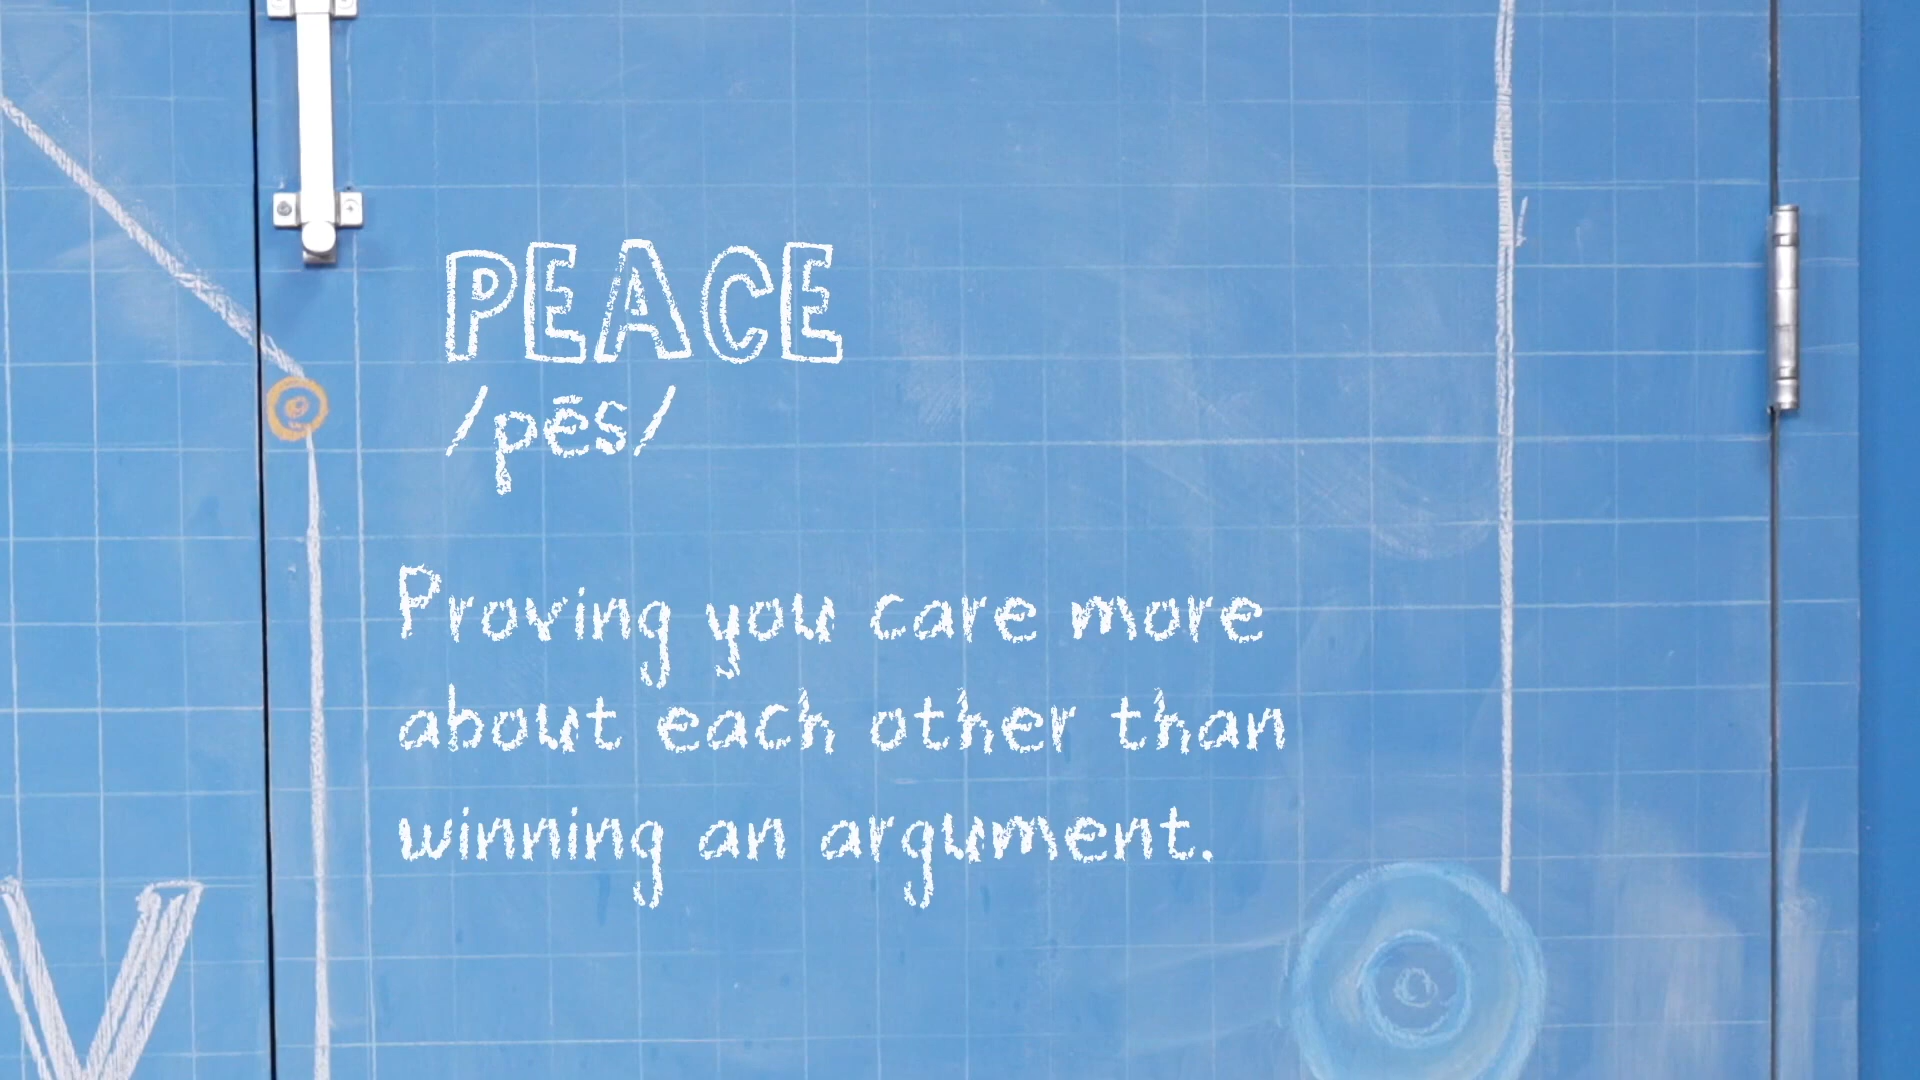 PEACE
/pēs/
Proving you care more
about each other than
winning an argument.